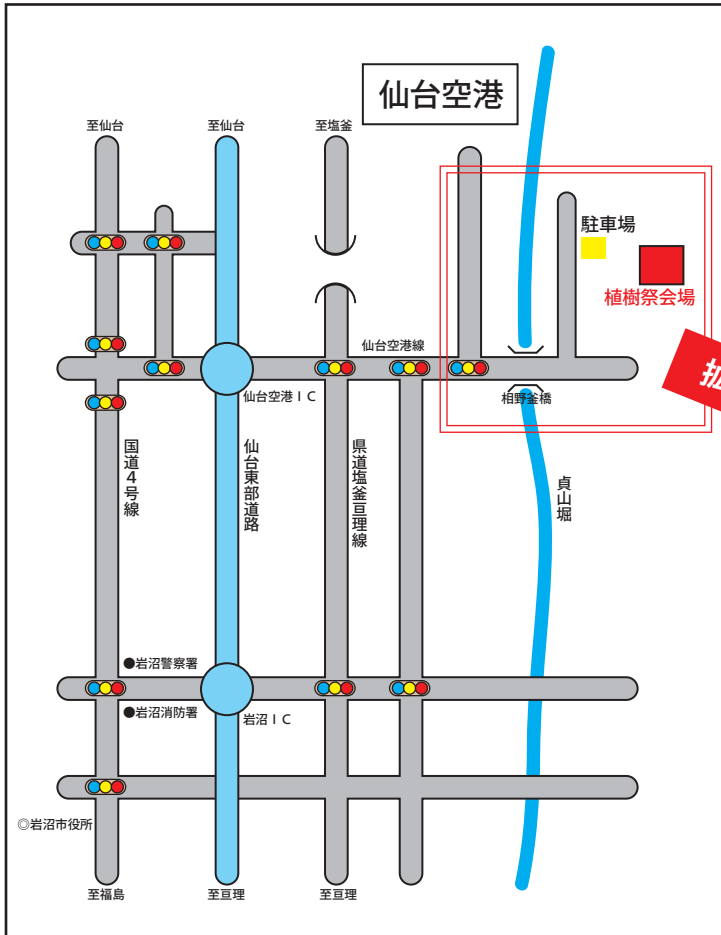 仙台空港
至仙台
至仙台
至塩釜
駐車場
植樹祭会場
仙台空港線
仙台空港ＩＣ
相野釜橋
拡
国道４号線
仙台東部道路
県道塩釜亘理線
貞山堀
●岩沼警察署
●岩沼消防署
岩沼ＩＣ
◎岩沼市役所
至福島
至亘理
至亘理